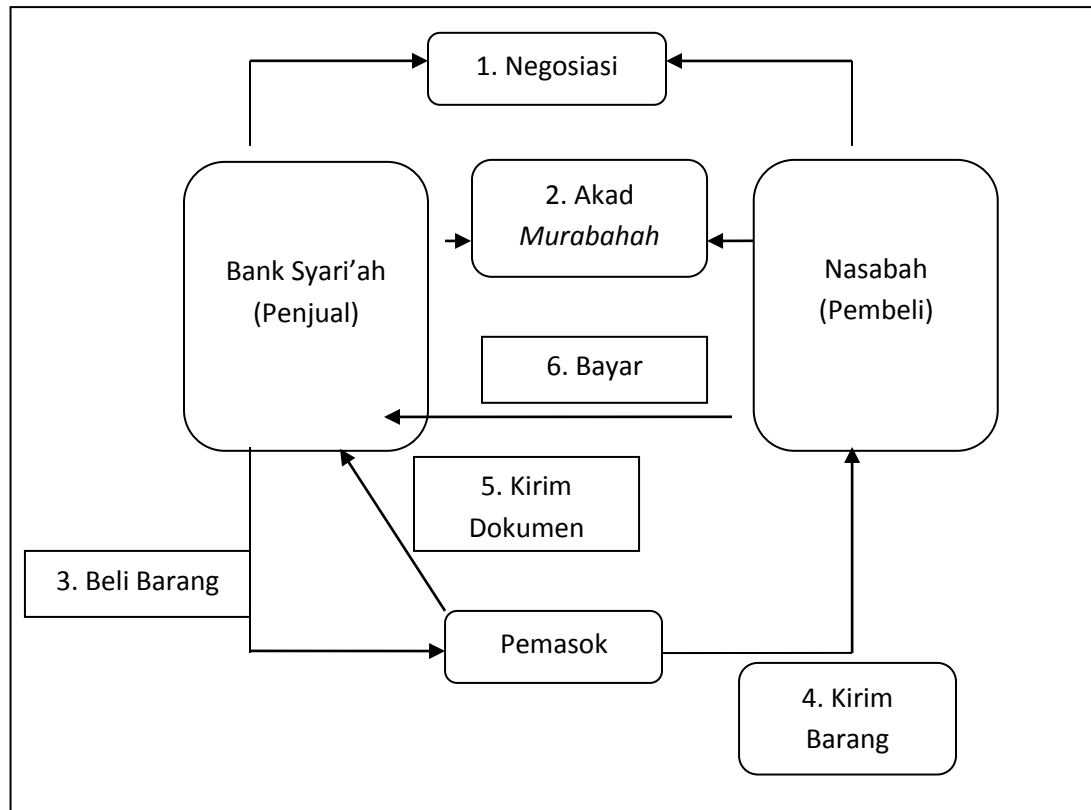 1. Negosiasi
2. Akad
Murabahah
Bank Syari’ah
(Penjual)
Nasabah
(Pembeli)
6. Bayar
5. Kirim
Dokumen
3. Beli Barang
Pemasok
4. Kirim
Barang